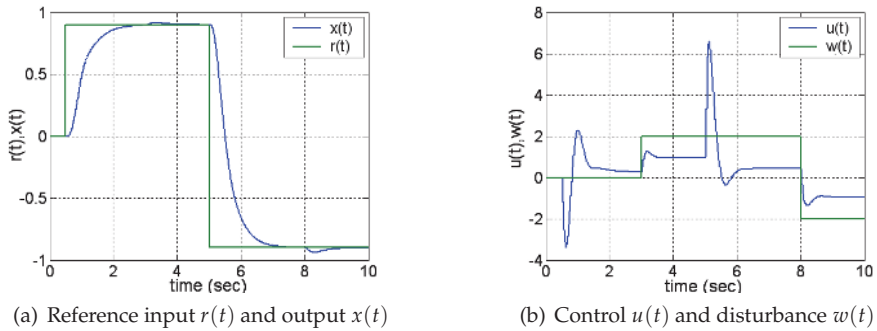 1
0.5
0
-0.5
-1
r(t),x(t)
x(t)
r(t)
0
2
4
6
8
10
time (sec)
(a) Reference input r(t) and output x(t)
8
6
4
2
0
-2
-4
u(t),w(t)
u(t)
w(t)
0
2
4
6
8
10
time (sec)
(b) Control u(t) and disturbance w(t)